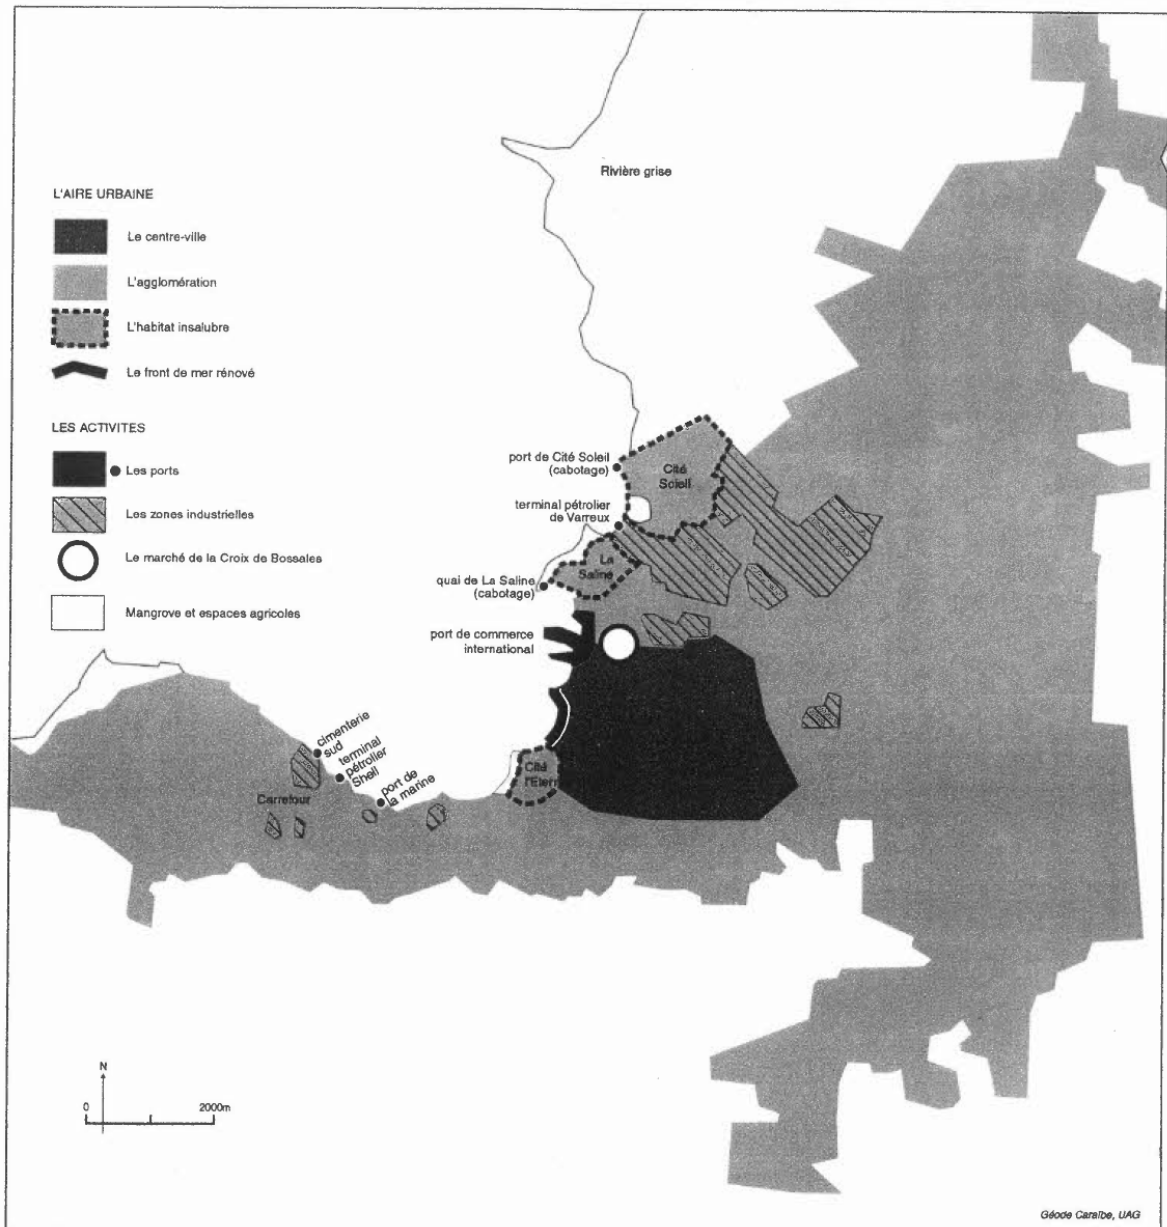 Rivière grise
L'AIRE URBAINE
Le centre-ville
L'agglomération
L'habitat insalubre
Le front de mer rénové
LES ACTIVITES
Les ports
Les zones industrielles
Le marché de la Croix de Bossales
Mangrove et espaces agricoles
port de Cité Soleil
(cabotage)
Cité
Scieil
terminal pétrolier
de Varreux
La
Saline
quai de La Saline
(cabotage)
port de commerce
international
cimenterie
sud
terminal
pétrolier
Shell
port de
la marine
Carrefour
Cité
l'Eternel
N
0
2000m
Géode Caraïbe, UAG